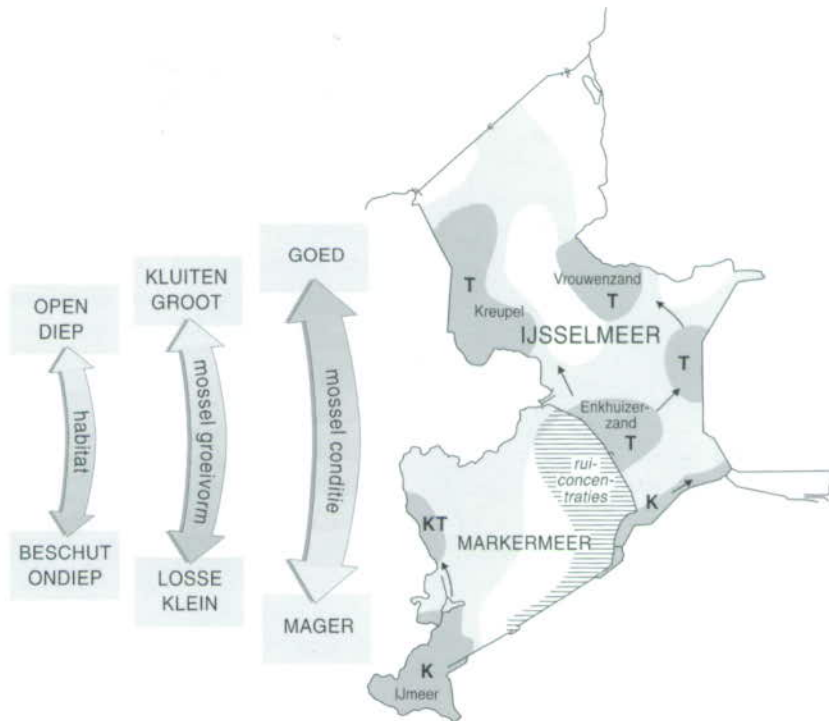 OPEN
DIEP
habitat
BESCHUT
ONDIEP
KLUITEN
GROOT
mossel groeivorm
LOSSE
KLEIN
GOED
mossel conditie
MAGER
T
Kreupel
Vrouwenzand
T
IJSSELMEER
T
Enkhuizer-
zand
T
rui-
concen-
traties
K
KT
MARKERMEER
K
IJmeer